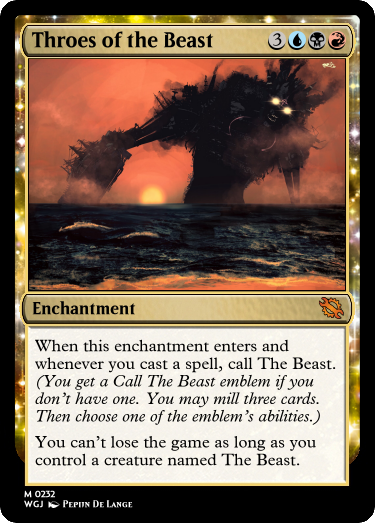 Throes of the Beast 3
Enchantment
When this enchantment enters and
whenever you cast a spell, call The Beast.
(You get a Call The Beast emblem if you
don't have one. You may mill three cards.
Then choose one of the emblem's abilities.)
You can't lose the game as long as you
control a creature named The Beast.
M 0232
WGJ Pepijn De Lange